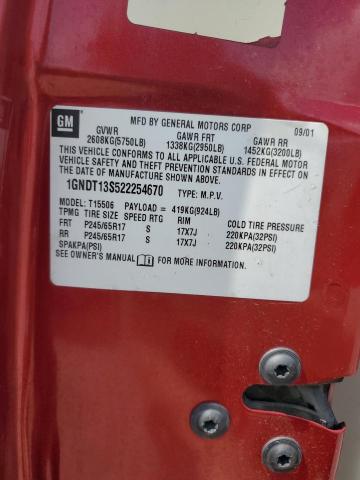 GM
MFD BY GENERAL MOTORS CORP 09/01
GVWR GAWR FRT GAWR RR
2608KG(5750LB) 1338KG(2950LB) 1452KG(3200LB)
THIS VEHICLE CONFORMS TO ALL APPLICABLE U.S. FEDERAL MOTOR
VEHICLE SAFETY AND THEFT PREVENTION STANDARDS IN EFFECT ON
THE DATE OF MANUFACTURE SHOWN ABOVE.
1GNDT13S522254670 TYPE: M.P.V.
MODEL: T15506 PAYLOAD = 419KG(924LB)
TPMG TIRE SIZE SPEED RTG RIM COLD TIRE PRESSURE
FRT P245/65R17 S 17X7J 220KPA(32PSI)
RR P245/65R17 S 17X7J 220KPA(32PSI)
SPAKPA(PSI)
SEE OWNER'S MANUAL FOR MORE INFORMATION.